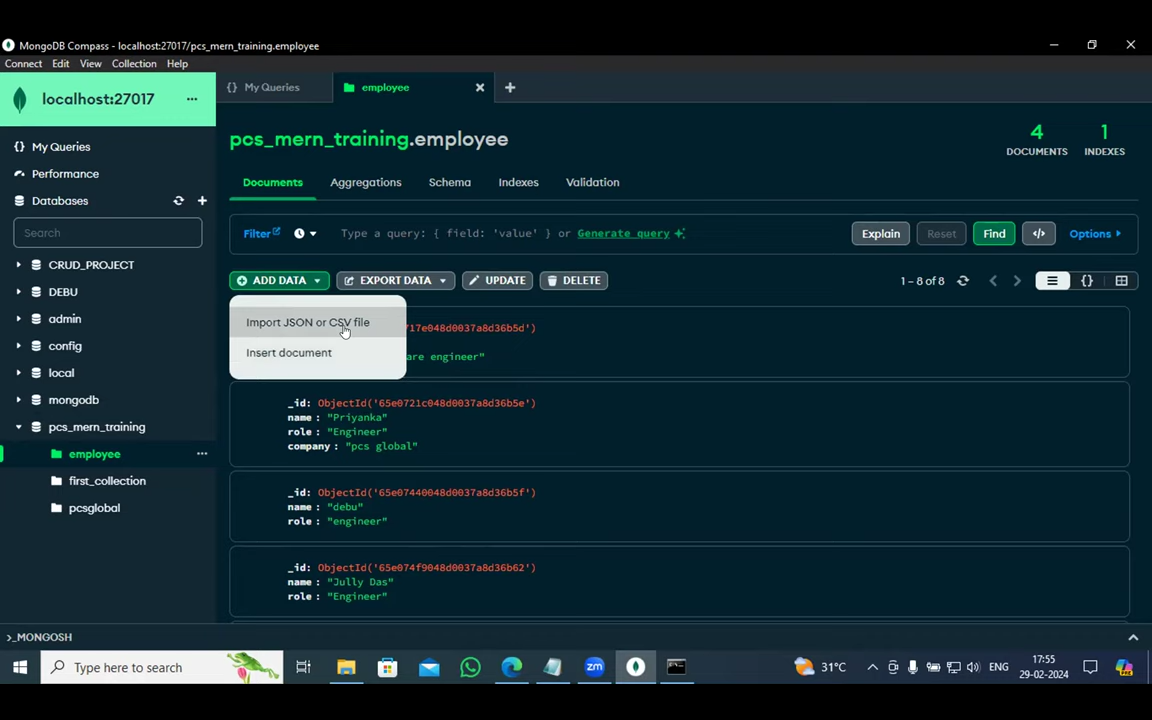 MongoDB Compass - localhost:27017/pcs_mern_training.employee
Connect Edit View Collection Help
localhost:27017 ...
{} My Queries
employee
My Queries
Performance
Databases
Search
CRUD_PROJECT
DEBU
admin
config
local
mongodb
pcs_mern_training
employee ...
first_collection
pcsglobal
pcs_mern_training.employee
4
DOCUMENTS
1
INDEXES
Documents Aggregations Schema Indexes Validation
Filter Type a query: { field: 'value' } or Generate query Explain Reset Find </> Options
ADD DATA EXPORT DATA UPDATE DELETE 1 – 8 of 8 {}
Import JSON or CSV file
Insert document
717e048d0037a8d36b5d')
are engineer"
_id: ObjectId('65e0721c048d0037a8d36b5e')
name : "Priyanka"
role : "Engineer"
company : "pcs global"
_id: ObjectId('65e07440048d0037a8d36b5f')
name : "debu"
role : "engineer"
_id: ObjectId('65e074f9048d0037a8d36b62')
name : "Jully Das"
role : "Engineer"
>_MONGOSH
Type here to search
zm
31°C
ENG
17:55
29-02-2024